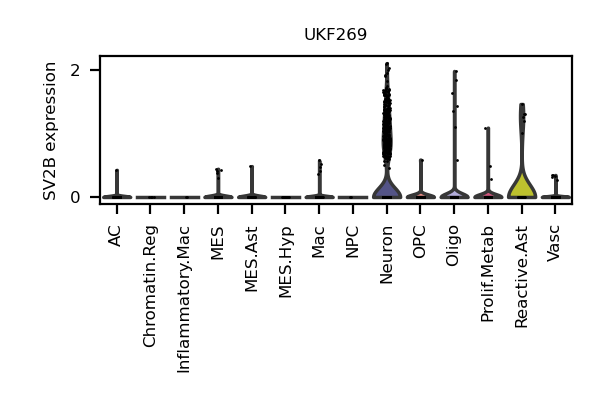 UKF269
SV2B expression
2
0
AC
Chromatin.Reg
Inflammatory.Mac
MES
MES.Ast
MES.Hyp
Mac
NPC
Neuron
OPC
Oligo
Prolif.Metab
Reactive.Ast
Vasc